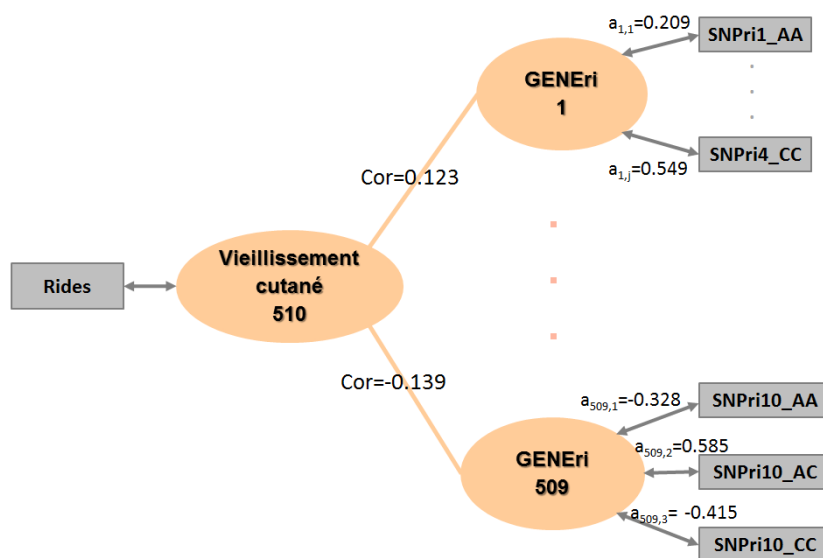 a1,1=0.209
SNPri1_AA
GENEri
1
SNPri4_CC
a1,j=0.549
Cor=0.123
Vieillissement
cutané
510
Rides
Cor=-0.139
a509,1=-0.328
SNPri10_AA
a509,2=0.585
GENEri
509
SNPri10_AC
a509,3= -0.415
SNPri10_CC